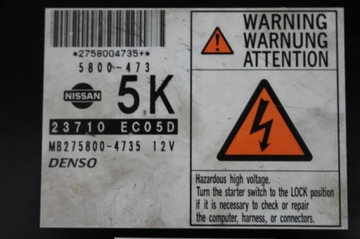 *2758004735+*
5800-473
NISSAN
5K
23710 EC05D
MB275800-4735 12V
DENSO
WARNING
WARNUNG
ATTENTION
Hazardous high voltage.
Turn the starter switch to the LOCK position
if it is necessary to check or repair
the computer, harness, or connectors.